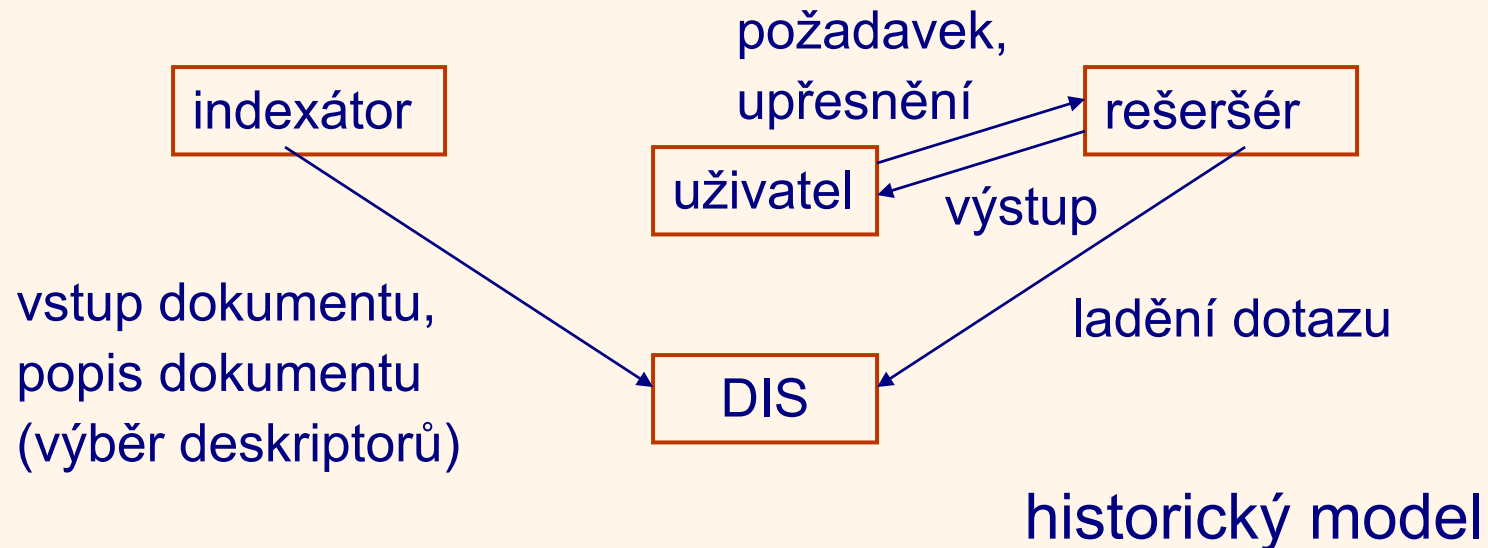 požadavek,
upřesnění
indexátor
rešeršér
uživatel
výstup
vstup dokumentu,
popis dokumentu
(výběr deskriptorů)
ladění dotazu
DIS
historický model